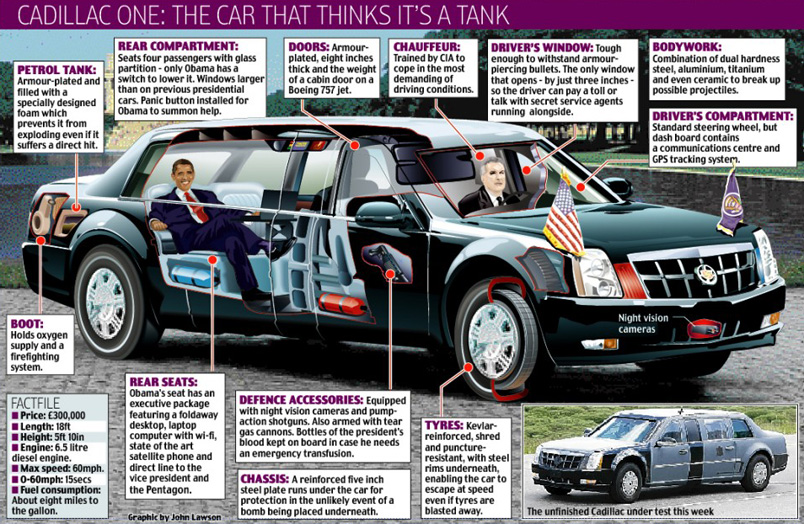 CADILLAC ONE: THE CAR THAT THINKS IT'S A TANK
PETROL TANK:
Armour-plated and
filled with a
specially designed
foam which
prevents it from
exploding even if it
suffers a direct hit.
REAR COMPARTMENT:
Seats four passengers with glass
partition - only Obama has a
switch to lower it. Windows larger
than on previous presidential
cars. Panic button installed for
Obama to summon help.
DOORS: Armour-
plated, eight inches
thick and the weight
of a cabin door on a
Boeing 757 jet.
CHAUFFEUR:
Trained by CIA to
cope in the most
demanding of
driving conditions.
DRIVER'S WINDOW: Tough
enough to withstand armour-
piercing bullets. The only window
that opens - by just three inches -
so the driver can pay a toll or
talk with secret service agents
running alongside.
BODYWORK:
Combination of dual hardness
steel, aluminium, titanium
and even ceramic to break up
possible projectiles.
DRIVER'S COMPARTMENT:
Standard steering wheel, but
dash board contains
a communications centre and
GPS tracking system.
Night vision
cameras
BOOT:
Holds oxygen
supply and a
firefighting
system.
FACTFILE
Price: £300,000
Length: 18ft
Height: 5ft 10in
Engine: 6.5 litre
diesel engine.
Max speed: 60mph.
0-60mph: 15secs
Fuel consumption:
About eight miles to
the gallon.
REAR SEATS:
Obama's seat has an
executive package
featuring a foldaway
desktop, laptop
computer with wi-fi,
state of the art
satellite phone and
direct line to the
vice president and
the Pentagon.
Graphic by John Lawson
DEFENCE ACCESSORIES: Equipped
with night vision cameras and pump-
action shotguns. Also armed with tear
gas cannons. Bottles of the president's
blood kept on board in case he needs
an emergency transfusion.
CHASSIS: A reinforced five inch
steel plate runs under the car for
protection in the unlikely event of a
bomb being placed underneath.
TYRES: Kevlar-
reinforced, shred
and puncture-
resistant, with steel
rims underneath,
enabling the car to
escape at speed
even if tyres are
blasted away.
The unfinished Cadillac under test this week